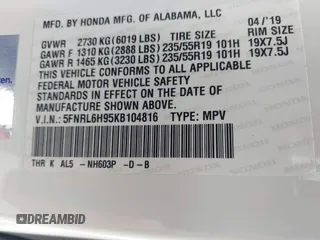 MFD. BY HONDA MFG. OF ALABAMA, LLC
04/'19
GVWR 2730 KG (6019 LBS) TIRE SIZE RIM SIZE
GAWR F 1310 KG (2888 LBS) 235/55R19 101H 19X7.5J
GAWR R 1465 KG (3230 LBS) 235/55R19 101H 19X7.5J
THIS VEHICLE CONFORMS TO ALL APPLICABLE
FEDERAL MOTOR VEHICLE SAFETY STANDARDS
IN EFFECT ON THE DATE OF
MANUFACTURE SHOWN ABOVE.
V.I.N.: 5FNRL6H95KB104816 TYPE: MPV
THR K AL5 -NH603P -D-B
DREAMBID